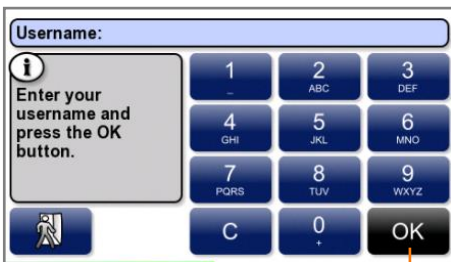 Username:
i
Enter your
username and
press the OK
button.
1
_
2
ABC
3
DEF
4
GHI
5
JKL
6
MNO
7
PQRS
8
TUV
9
WXYZ
C
0
+
OK